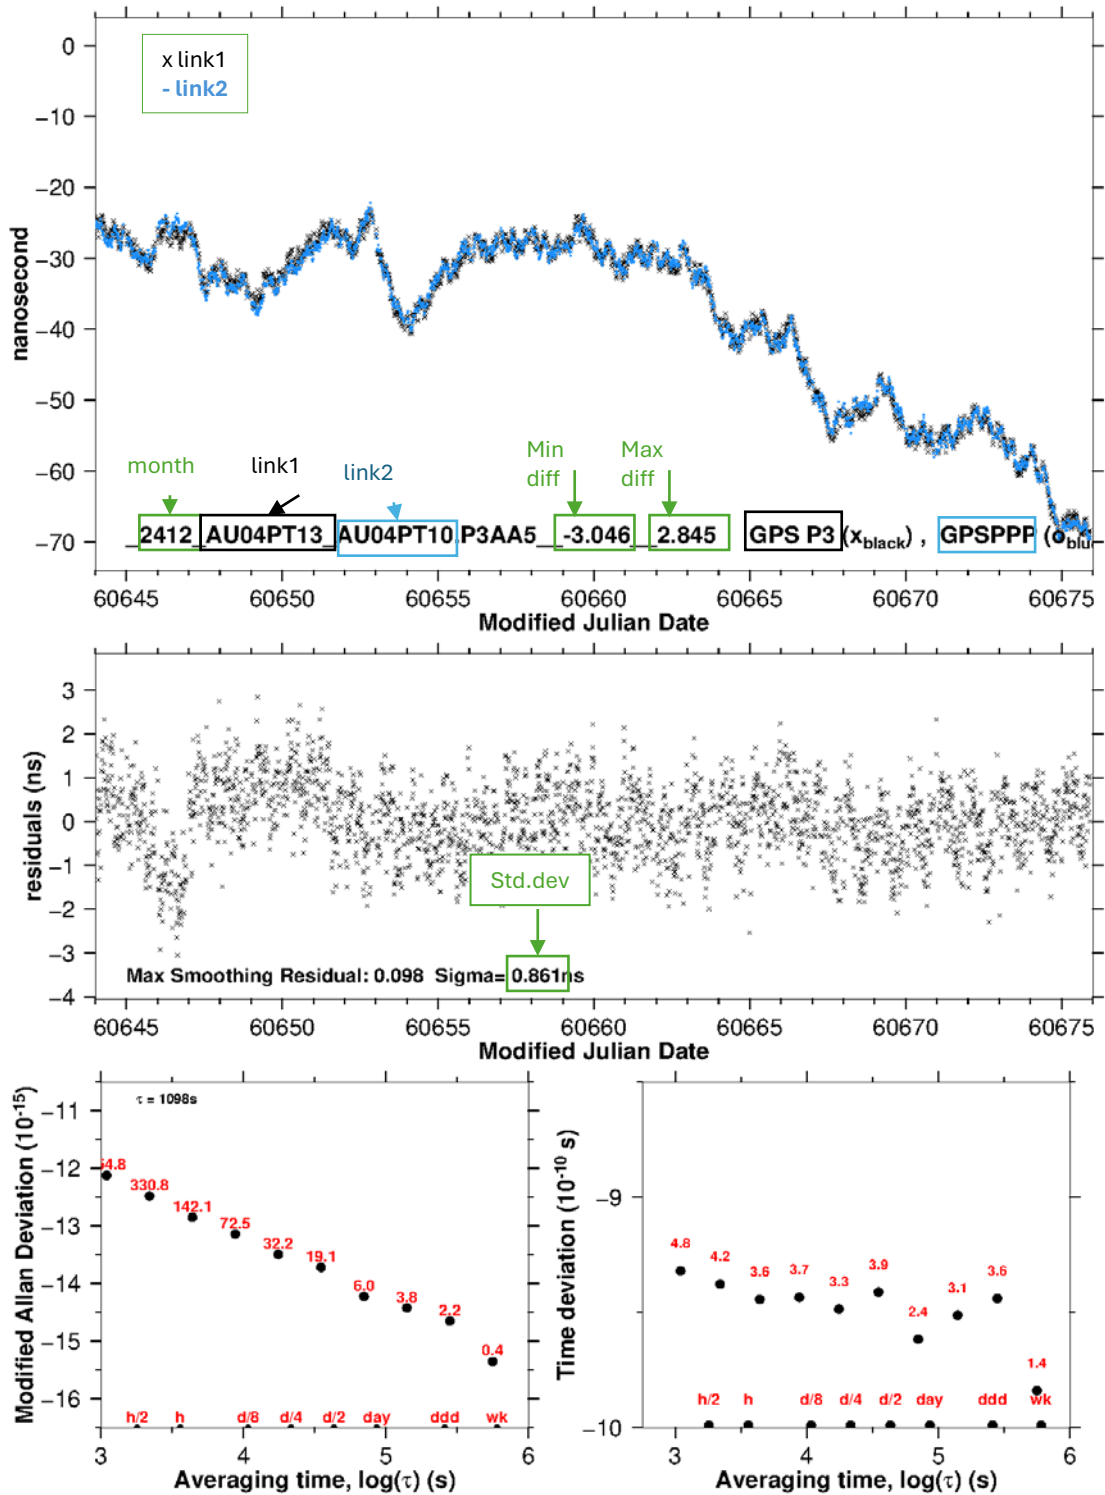 0
x link1
- link2
−10
−20
−30
−40
−50
−60
−70
nanosecond
month
link1
link2
Min
diff
Max
diff
_2412_AU04PT13_AU04PT10.P3AA5__-3.046__2.845 GPS P3 (xblack) , GPSPPP (oblu
60645 60650 60655 60660 60665 60670 60675
Modified Julian Date
3
2
1
0
−1
−2
−3
−4
residuals (ns)
Std.dev
Max Smoothing Residual: 0.098 Sigma= 0.861ns
60645 60650 60655 60660 60665 60670 60675
Modified Julian Date
Modified Allan Deviation (10-15)
−11
−12
−13
−14
−15
−16
τ = 1098s
54.8
330.8
142.1
72.5
32.2
19.1
6.0
3.8
2.2
0.4
h/2 h d/8 d/4 d/2 day ddd wk
3 4 5 6
Averaging time, log(τ) (s)
Time deviation (10-10 s)
−9
−10
4.8
4.2
3.6
3.7
3.3
3.9
2.4
3.1
3.6
1.4
h/2 h d/8 d/4 d/2 day ddd wk
3 4 5 6
Averaging time, log(τ) (s)